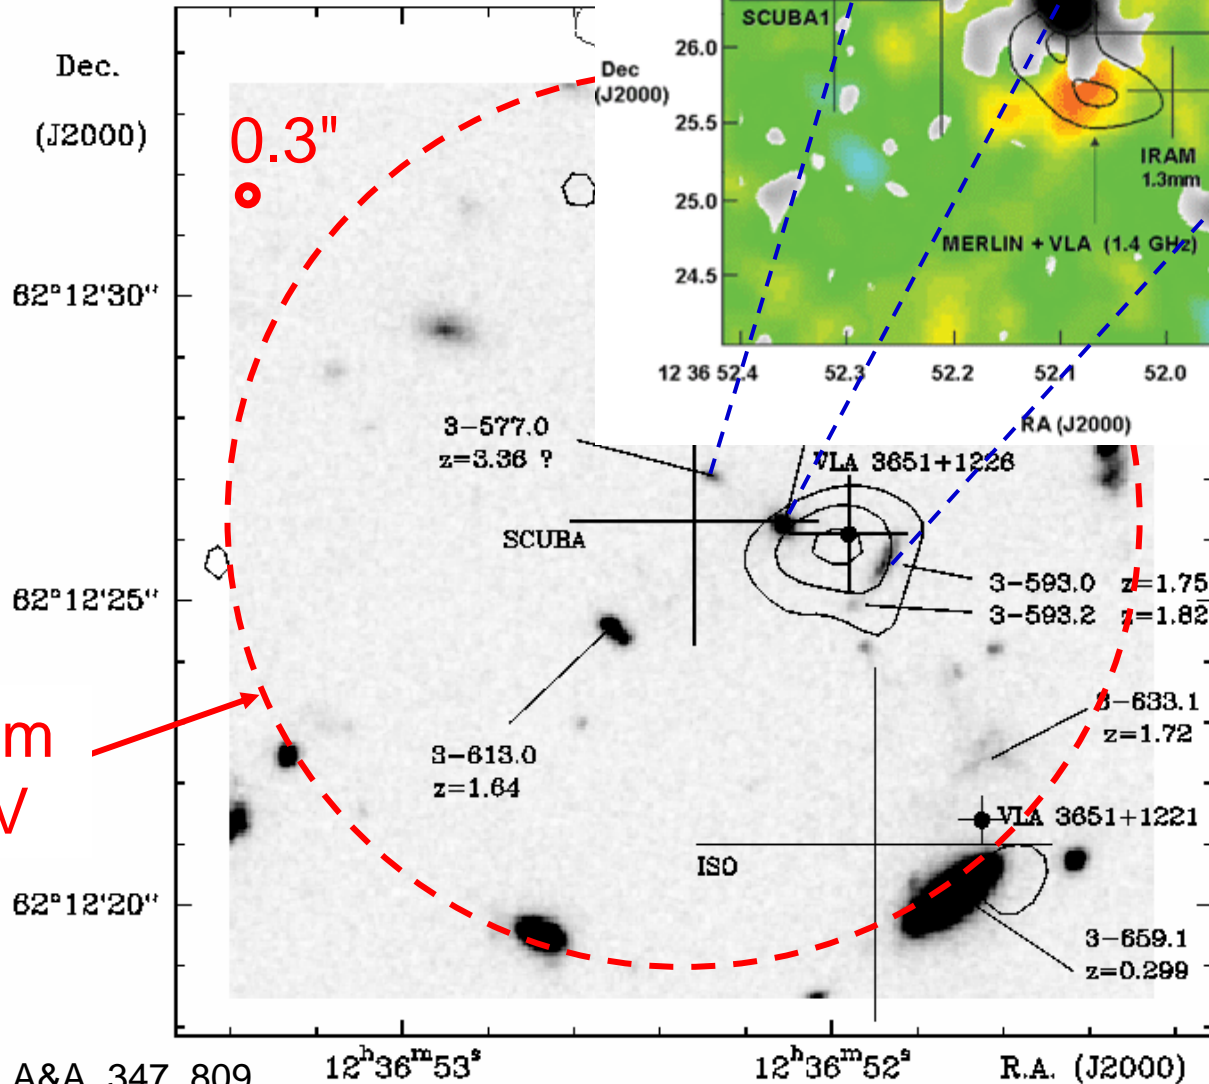 Dec.
(J2000)
0.3"
62°12'30"
62°12'25"
62°12'20"
SCUBA1
26.0
Dec
(J2000)
25.5
25.0
24.5
IRAM
1.3mm
MERLIN + VLA (1.4 GHz)
12 36 52.4
52.3
52.2
52.1
52.0
RA (J2000)
3-577.0
z=3.36 ?
VLA 3651+1226
SCUBA
3-593.0 z=1.75
3-593.2 z=1.82
3-633.1
z=1.72
m
V
3-613.0
z=1.64
VLA 3651+1221
ISO
3-659.1
z=0.299
12h36m53s
12h36m52s
R.A. (J2000)
A&A 347 809